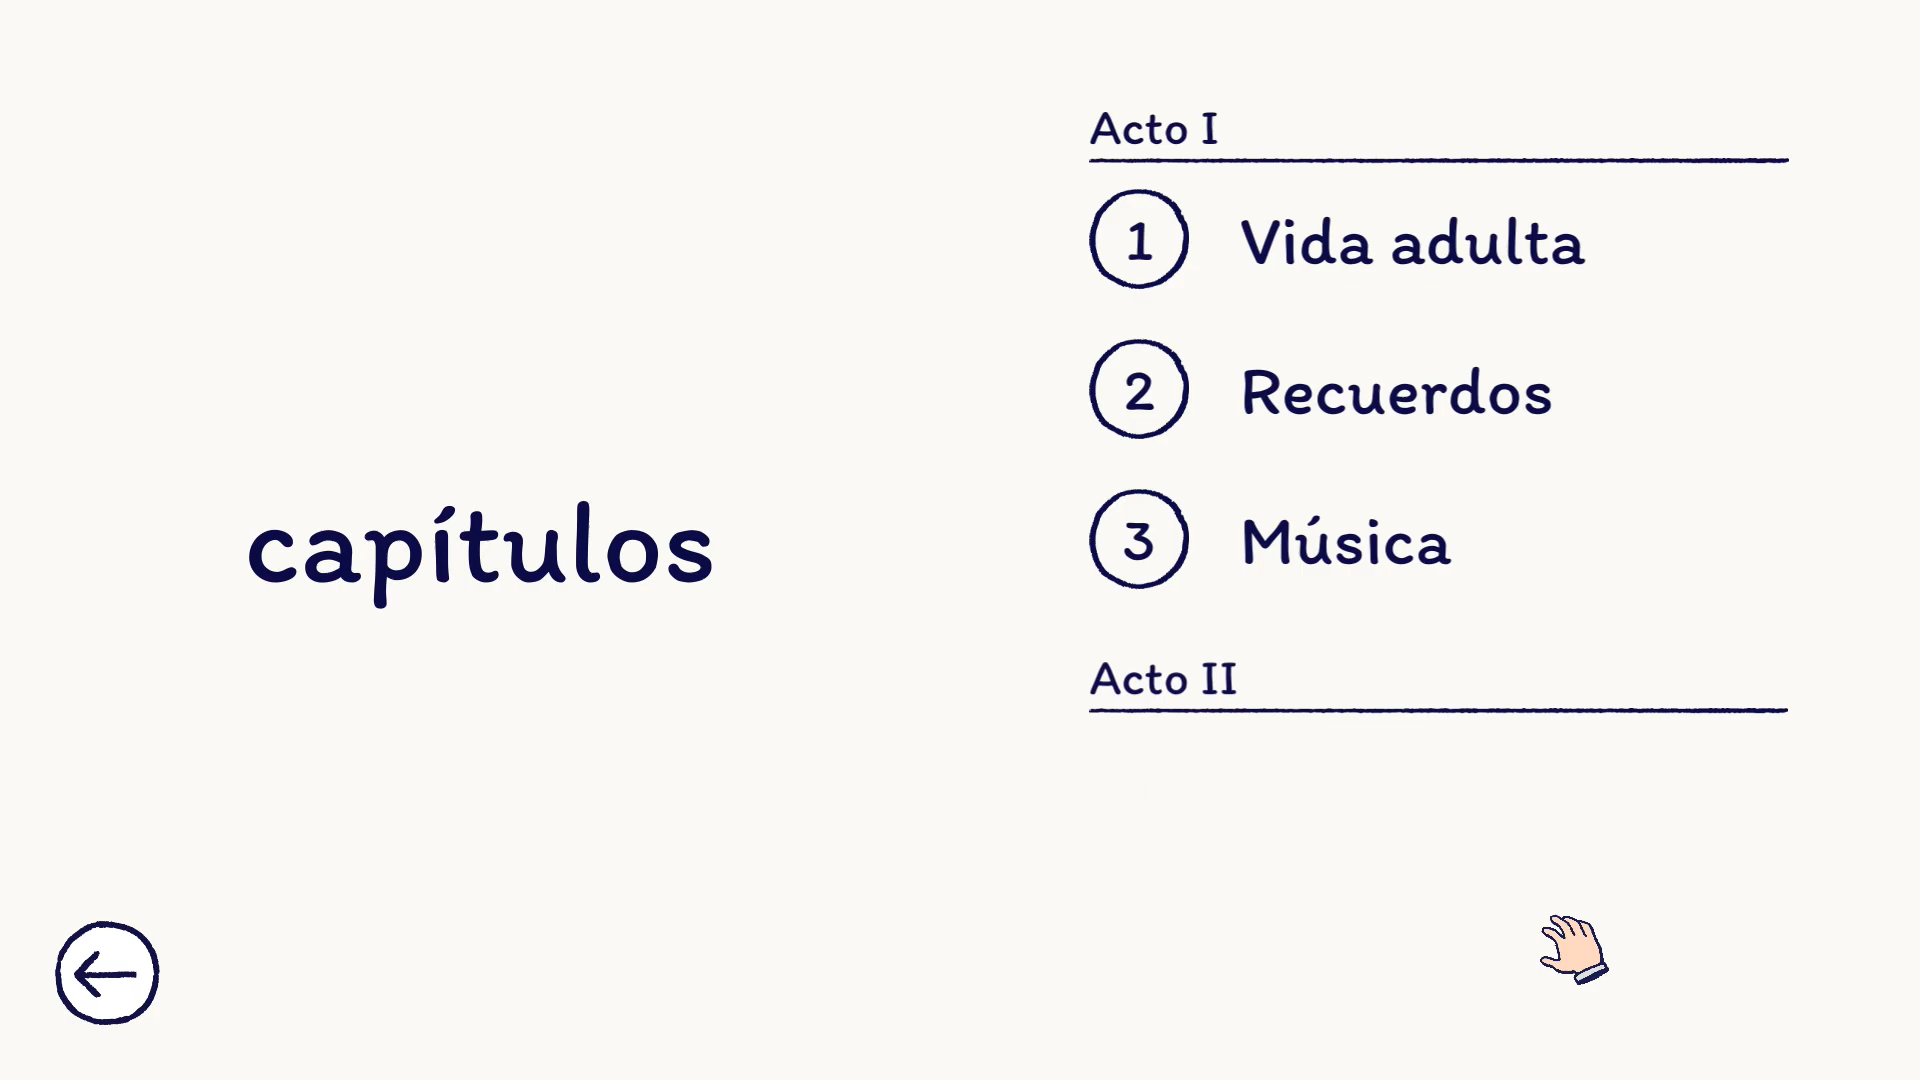 capítulos
Acto I
1 Vida adulta
2 Recuerdos
3 Música
Acto II